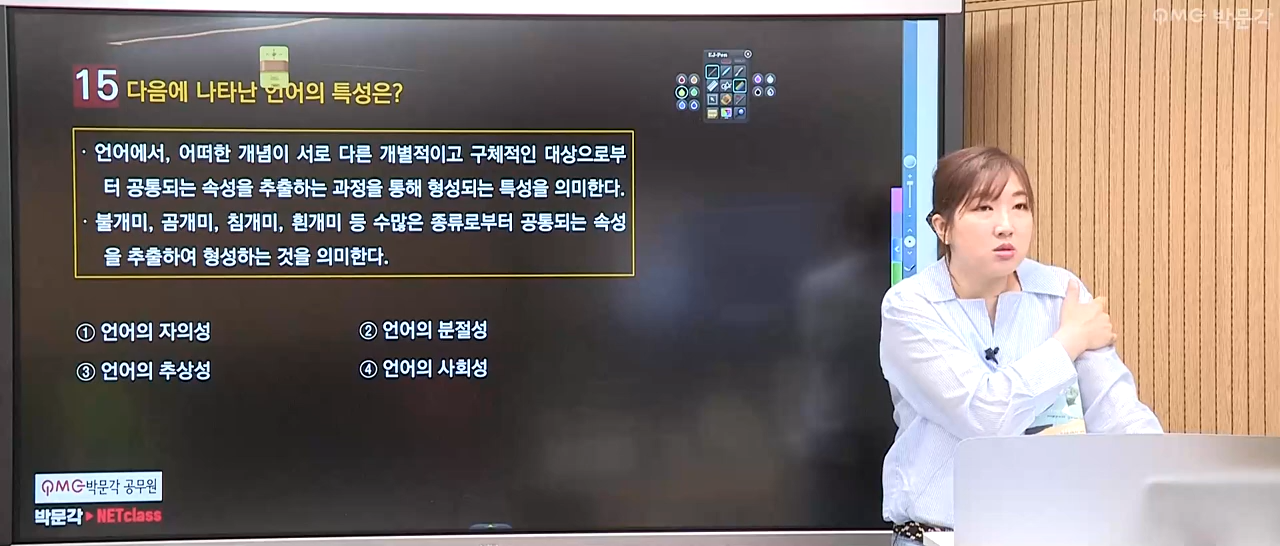 PMG 박문각
EJ-Pen
15 다음에 나타난 언어의 특성은?
· 언어에서, 어떠한 개념이 서로 다른 개별적이고 구체적인 대상으로부
터 공통되는 속성을 추출하는 과정을 통해 형성되는 특성을 의미한다.
· 불개미, 곰개미, 침개미, 흰개미 등 수많은 종류로부터 공통되는 속성
을 추출하여 형성하는 것을 의미한다.
① 언어의 자의성 ② 언어의 분절성
③ 언어의 추상성 ④ 언어의 사회성
PMG 박문각 공무원
박문각 ▶ NETclass